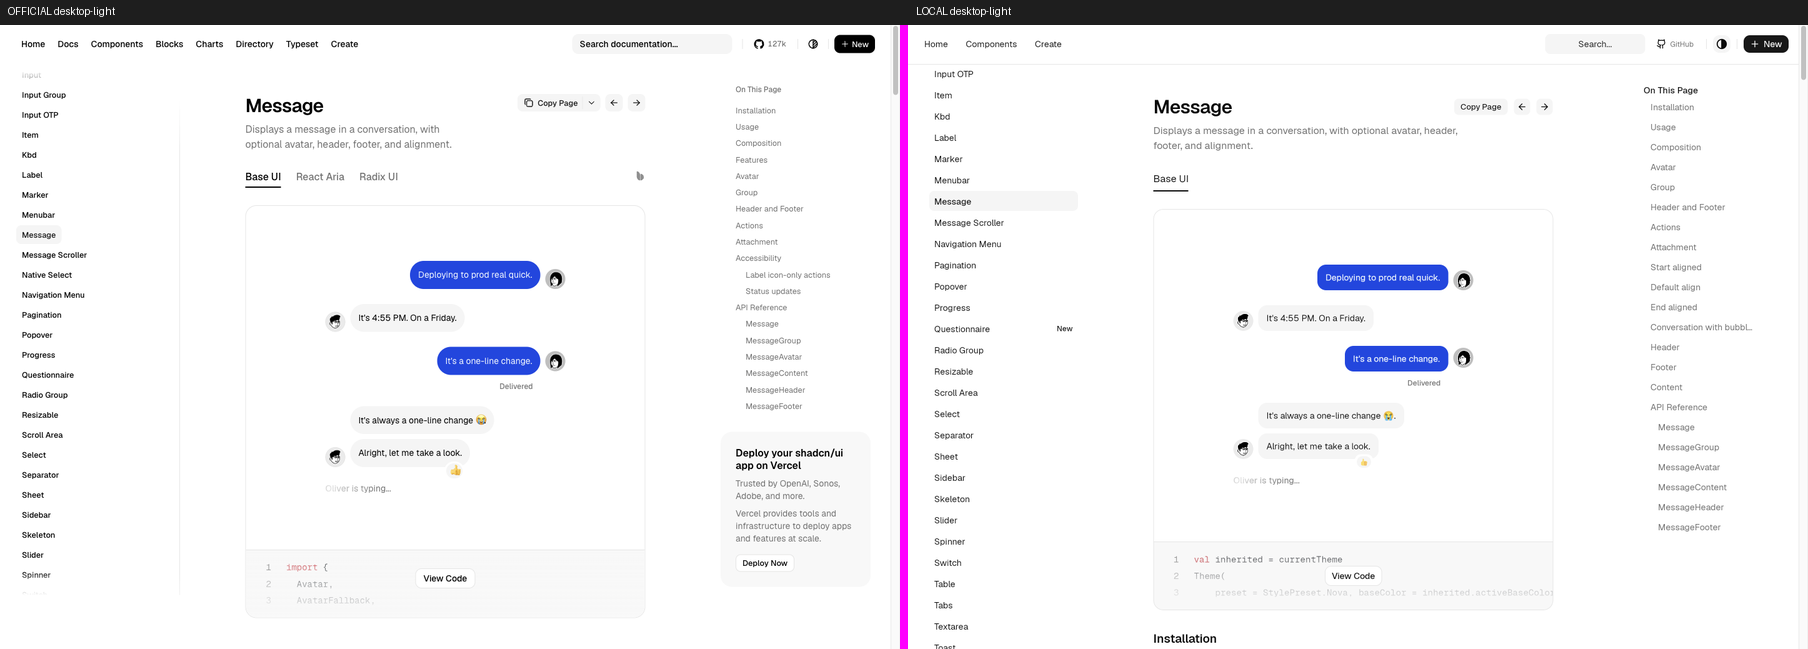 OFFICIAL desktop-light
Home Docs Components Blocks Charts Directory Typeset Create
Search documentation...
127k
+ New
Input
Input Group
Input OTP
Item
Kbd
Label
Marker
Menubar
Message
Message Scroller
Native Select
Navigation Menu
Pagination
Popover
Progress
Questionnaire
Radio Group
Resizable
Scroll Area
Select
Separator
Sheet
Sidebar
Skeleton
Slider
Spinner
Message
Copy Page
Displays a message in a conversation, with
optional avatar, header, footer, and alignment.
Base UI React Aria Radix UI
Deploying to prod real quick.
It's 4:55 PM. On a Friday.
It's a one-line change.
Delivered
It's always a one-line change 😭
Alright, let me take a look.
👍
Oliver is typing...
1 import {
2 Avatar,
3 AvatarFallback,
View Code
On This Page
Installation
Usage
Composition
Features
Avatar
Group
Header and Footer
Actions
Attachment
Accessibility
Label icon-only actions
Status updates
API Reference
Message
MessageGroup
MessageAvatar
MessageContent
MessageHeader
MessageFooter
Deploy your shadcn/ui
app on Vercel
Trusted by OpenAI, Sonos,
Adobe, and more.
Vercel provides tools and
infrastructure to deploy apps
and features at scale.
Deploy Now
LOCAL desktop-light
Home Components Create
Search...
GitHub
+ New
Input OTP
Item
Kbd
Label
Marker
Menubar
Message
Message Scroller
Navigation Menu
Pagination
Popover
Progress
Questionnaire New
Radio Group
Resizable
Scroll Area
Select
Separator
Sheet
Sidebar
Skeleton
Slider
Spinner
Switch
Table
Tabs
Textarea
Toast
Message
Copy Page
Displays a message in a conversation, with optional avatar, header,
footer, and alignment.
Base UI
Deploying to prod real quick.
It's 4:55 PM. On a Friday.
It's a one-line change.
Delivered
It's always a one-line change 😭.
Alright, let me take a look.
👍
Oliver is typing...
1 val inherited = currentTheme
2 Theme(
3 preset = StylePreset.Nova, baseColor = inherited.activeBaseColor
View Code
Installation
On This Page
Installation
Usage
Composition
Avatar
Group
Header and Footer
Actions
Attachment
Start aligned
Default align
End aligned
Conversation with bubbl...
Header
Footer
Content
API Reference
Message
MessageGroup
MessageAvatar
MessageContent
MessageHeader
MessageFooter